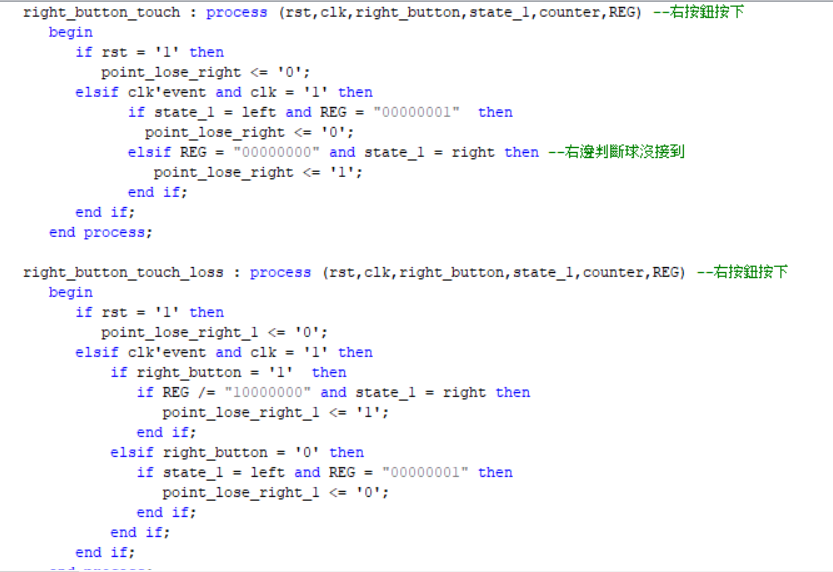 right_button_touch : process (rst,clk,right_button,state_1,counter,REG) --右按鈕按下
begin
if rst = '1' then
point_lose_right <= '0';
elsif clk'event and clk = '1' then
if state_1 = left and REG = "00000001" then
point_lose_right <= '0';
elsif REG = "00000000" and state_1 = right then --右邊判斷球沒接到
point_lose_right <= '1';
end if;
end if;
end process;
right_button_touch_loss : process (rst,clk,right_button,state_1,counter,REG) --右按鈕按下
begin
if rst = '1' then
point_lose_right_1 <= '0';
elsif clk'event and clk = '1' then
if right_button = '1' then
if REG /= "10000000" and state_1 = right then
point_lose_right_1 <= '1';
end if;
elsif right_button = '0' then
if state_1 = left and REG = "00000001" then
point_lose_right_1 <= '0';
end if;
end if;
end if;
end process;